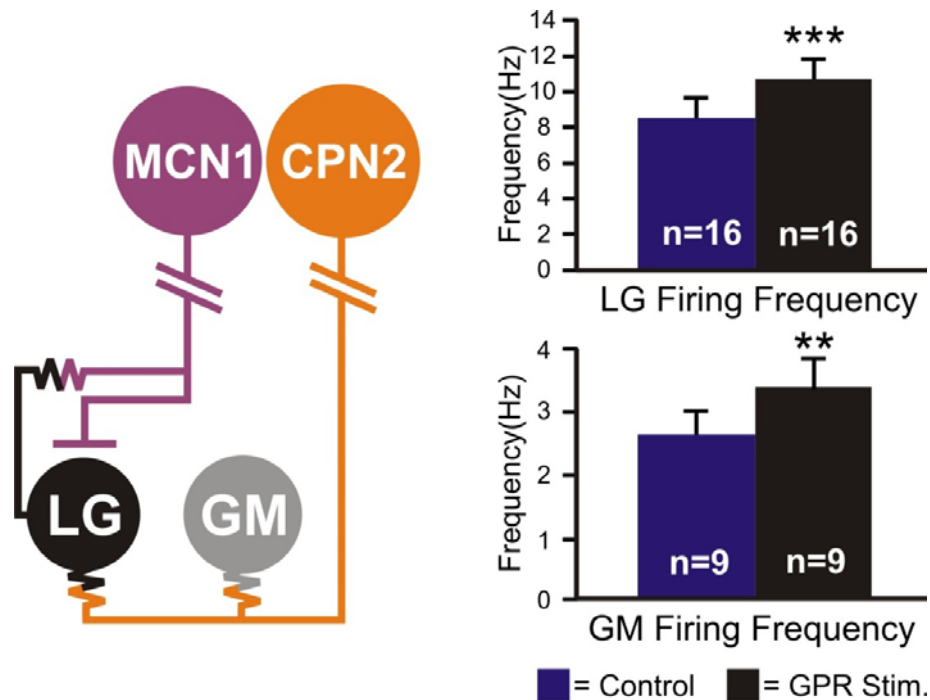 MCN1 CPN2
LG GM
Frequency(Hz)
14
12
10
8
6
4
2
0
***
n=16 n=16
LG Firing Frequency
Frequency(Hz)
4
3
2
1
0
**
n=9 n=9
GM Firing Frequency
= Control = GPR Stim.